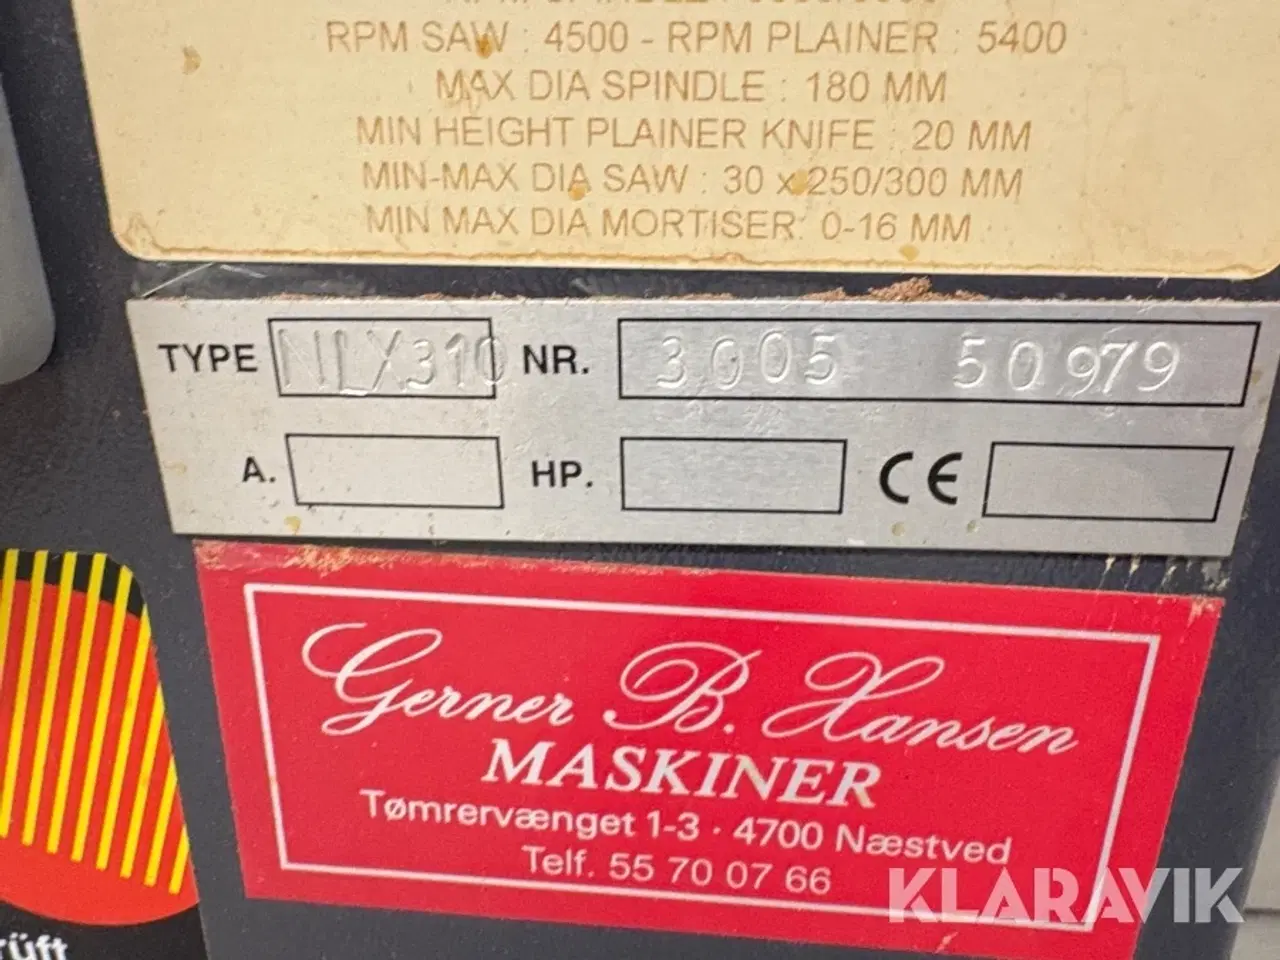 RPM SAW : 4500 - RPM PLAINER : 5400
MAX DIA SPINDLE : 180 MM
MIN HEIGHT PLAINER KNIFE : 20 MM
MIN-MAX DIA SAW : 30 x 250/300 MM
MIN MAX DIA MORTISER: 0-16 MM
TYPE NLX310 NR. 3005 50979
A. HP. CE
Gerner B. Hansen
MASKINER
Tømrervænget 1-3 · 4700 Næstved
Telf. 55 70 07 66
KLARAVIK